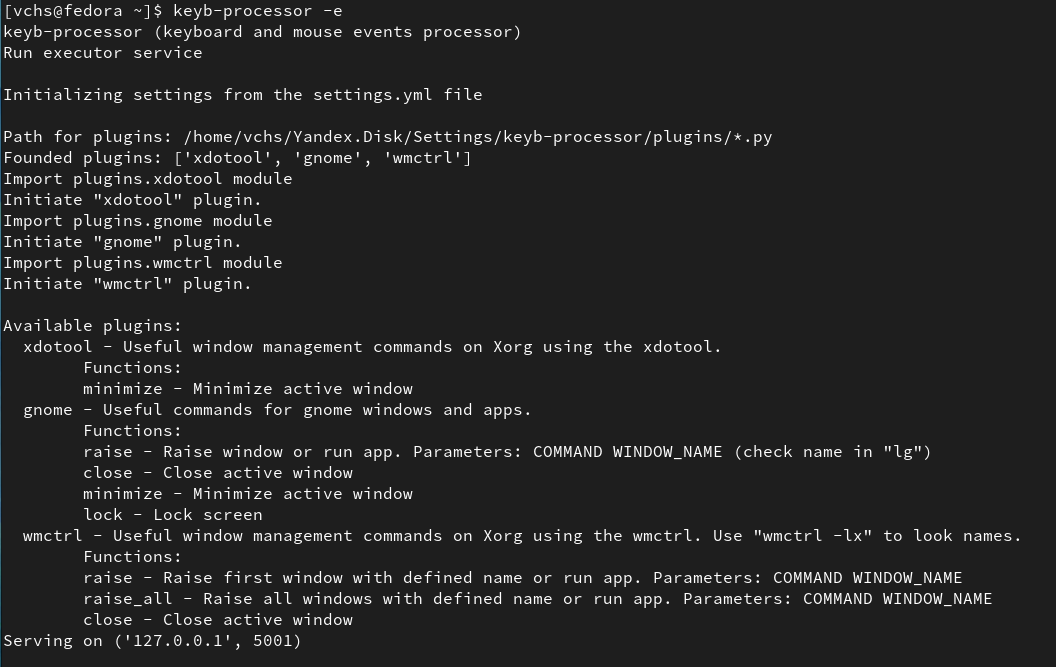 [vchs@fedora ~]$ keyb-processor -e
keyb-processor (keyboard and mouse events processor)
Run executor service
Initializing settings from the settings.yml file
Path for plugins: /home/vchs/Yandex.Disk/Settings/keyb-processor/plugins/*.py
Founded plugins: ['xdotool', 'gnome', 'wmctrl']
Import plugins.xdotool module
Initiate "xdotool" plugin.
Import plugins.gnome module
Initiate "gnome" plugin.
Import plugins.wmctrl module
Initiate "wmctrl" plugin.
Available plugins:
xdotool - Useful window management commands on Xorg using the xdotool.
Functions:
minimize - Minimize active window
gnome - Useful commands for gnome windows and apps.
Functions:
raise - Raise window or run app. Parameters: COMMAND WINDOW_NAME (check name in "lg")
close - Close active window
minimize - Minimize active window
lock - Lock screen
wmctrl - Useful window management commands on Xorg using the wmctrl. Use "wmctrl -lx" to look names.
Functions:
raise - Raise first window with defined name or run app. Parameters: COMMAND WINDOW_NAME
raise_all - Raise all windows with defined name or run app. Parameters: COMMAND WINDOW_NAME
close - Close active window
Serving on ('127.0.0.1', 5001)